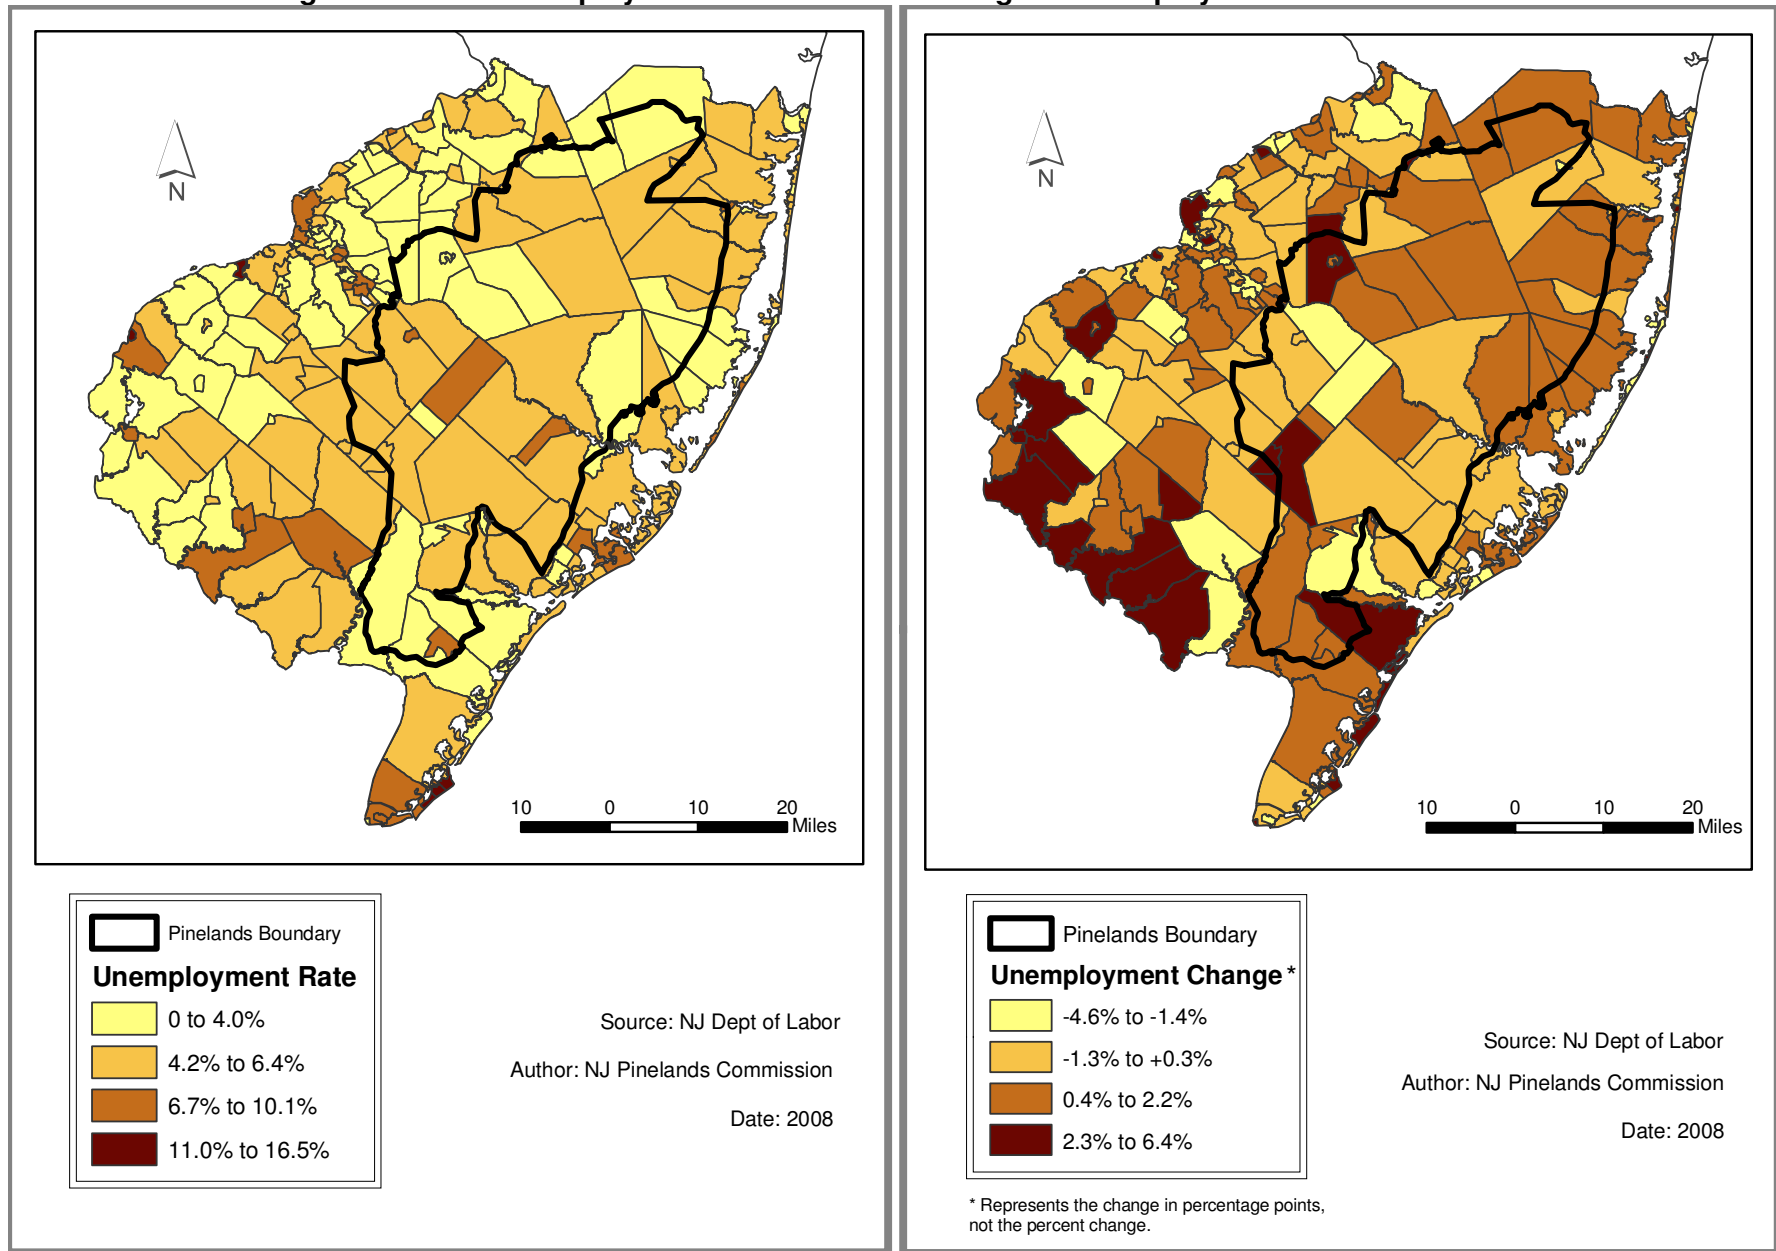 N
10 0 10 20
Miles
Pinelands Boundary
Unemployment Rate
0 to 4.0%
4.2% to 6.4%
6.7% to 10.1%
11.0% to 16.5%
Source: NJ Dept of Labor
Author: NJ Pinelands Commission
Date: 2008
N
10 0 10 20
Miles
Pinelands Boundary
Unemployment Change *
-4.6% to -1.4%
-1.3% to +0.3%
0.4% to 2.2%
2.3% to 6.4%
Source: NJ Dept of Labor
Author: NJ Pinelands Commission
Date: 2008
* Represents the change in percentage points,
not the percent change.